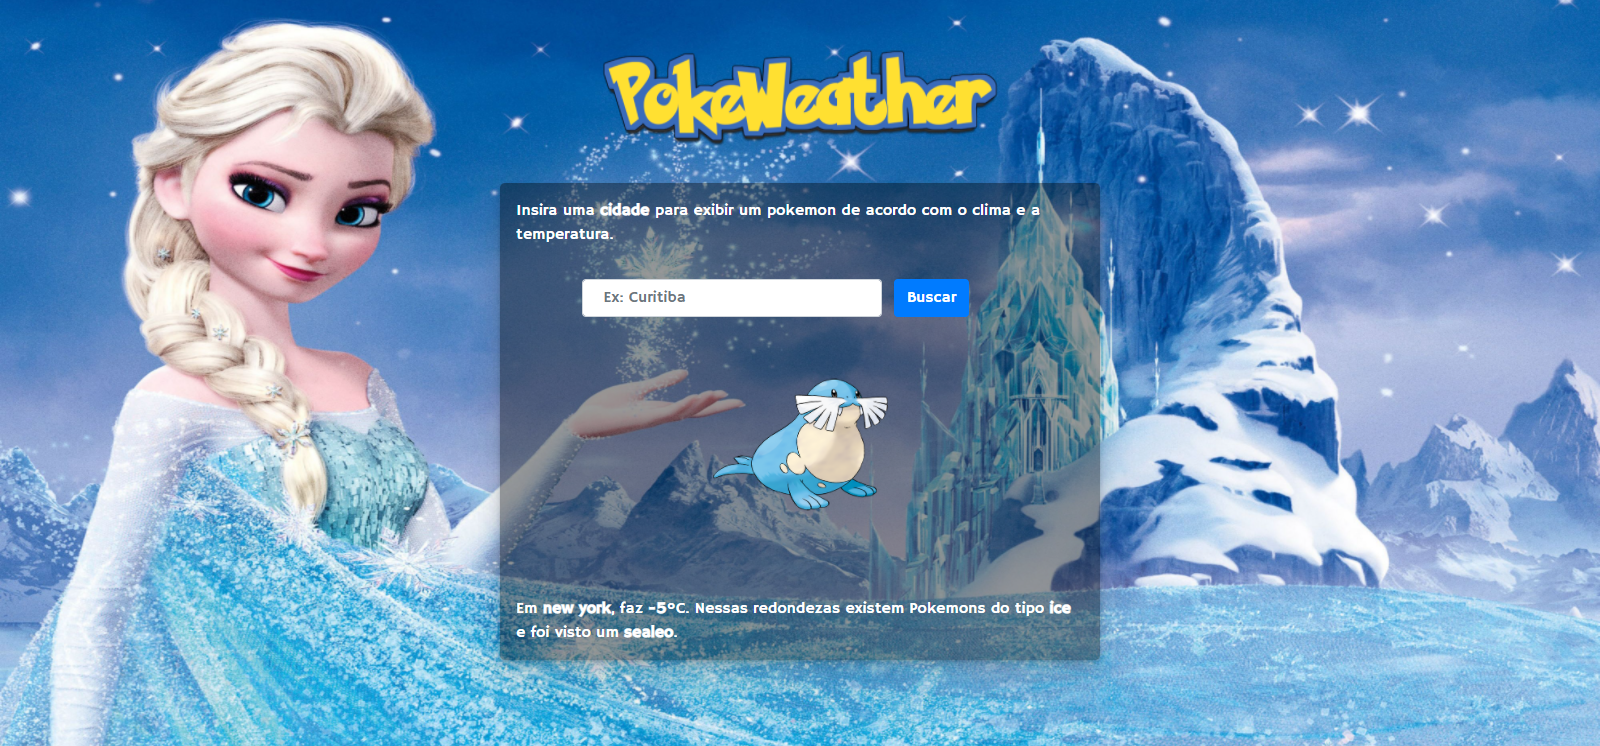 PokeWeather
Insira uma cidade para exibir um pokemon de acordo com o clima e a
temperatura.
Ex: Curitiba
Buscar
Em new york, faz -5ºC. Nessas redondezas existem Pokemons do tipo ice
e foi visto um sealeo.